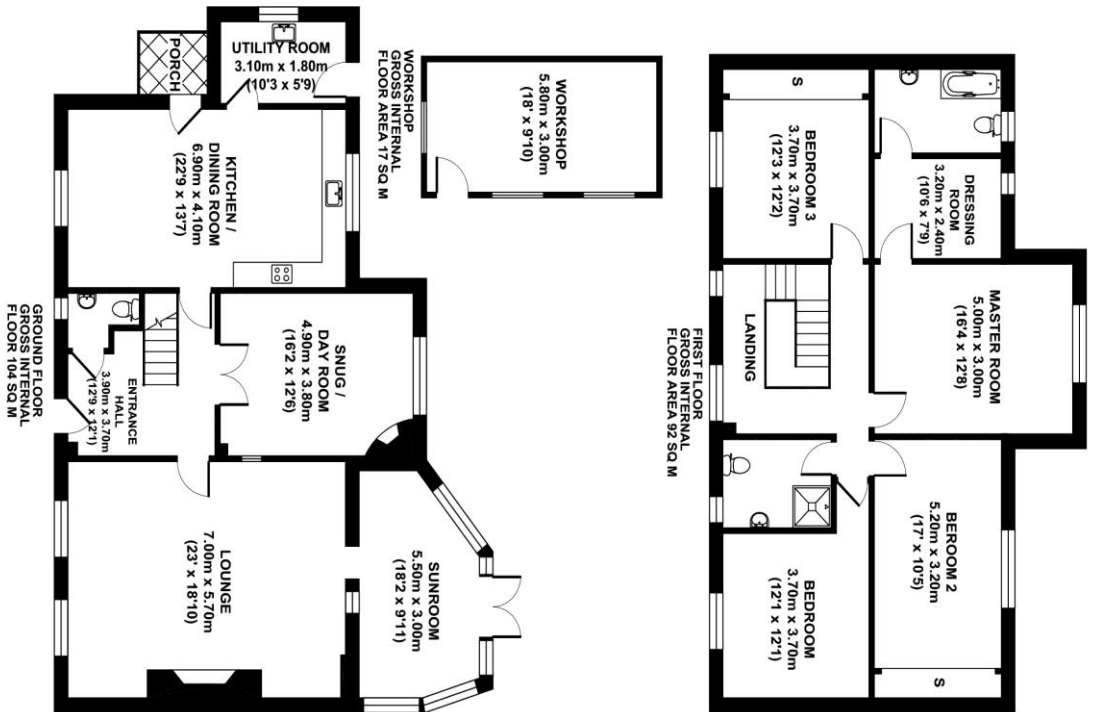 PORCH
UTILITY ROOM
3.10m x 1.80m
(10'3 x 5'9)
KITCHEN /
DINING ROOM
6.90m x 4.10m
(22'9 x 13'7)
ENTRANCE
HALL
3.90m x 3.70m
(12'9 x 12'1)
SNUG /
DAY ROOM
4.90m x 3.80m
(16'2 x 12'6)
LOUNGE
7.00m x 5.70m
(23' x 18'10)
SUNROOM
5.50m x 3.00m
(18'2 x 9'11)
GROUND FLOOR
GROSS INTERNAL
FLOOR 104 SQ M
WORKSHOP
5.80m x 3.00m
(18' x 9'10)
WORKSHOP
GROSS INTERNAL
FLOOR AREA 17 SQ M
S
BEDROOM 3
3.70m x 3.70m
(12'3 x 12'2)
DRESSING
ROOM
3.20m x 2.40m
(10'6 x 7'9)
LANDING
MASTER ROOM
5.00m x 3.00m
(16'4 x 12'8)
BEROOM 2
5.20m x 3.20m
(17' x 10'5)
S
BEDROOM
3.70m x 3.70m
(12'1 x 12'1)
FIRST FLOOR
GROSS INTERNAL
FLOOR AREA 92 SQ M